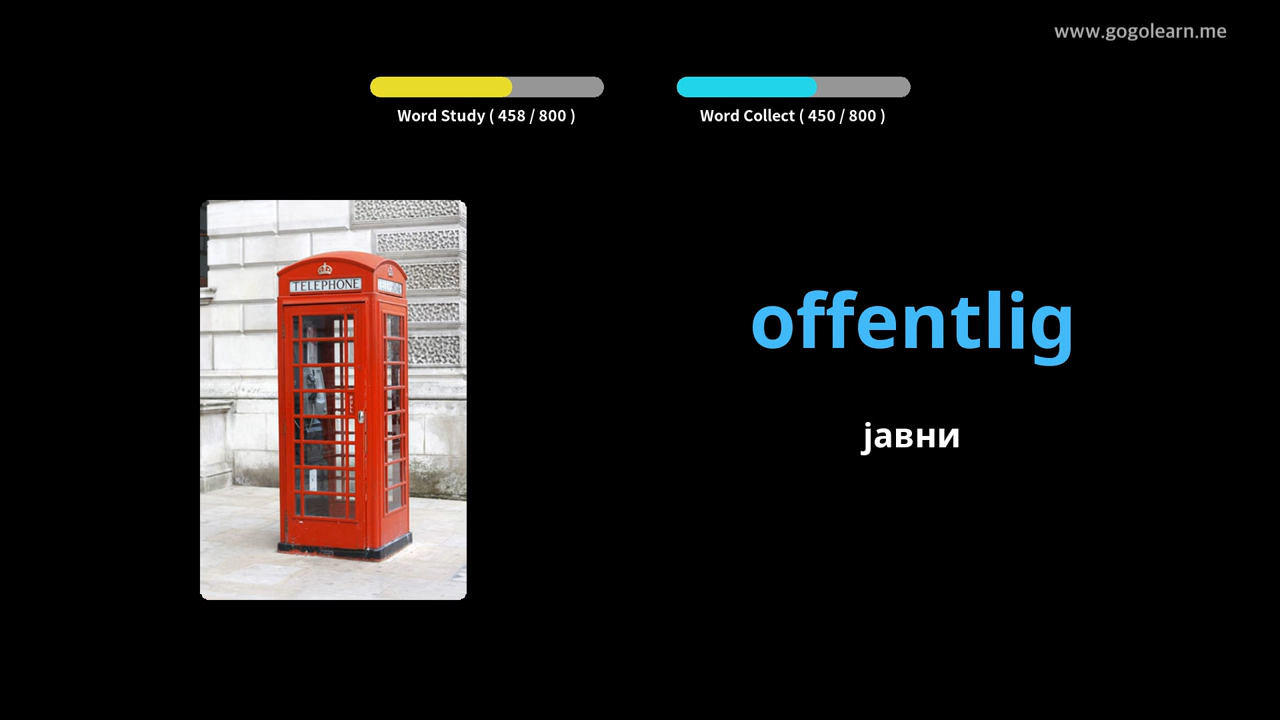 www.gogolearn.me
Word Study ( 458 / 800 )
Word Collect ( 450 / 800 )
TELEPHONE
offentlig
јавни